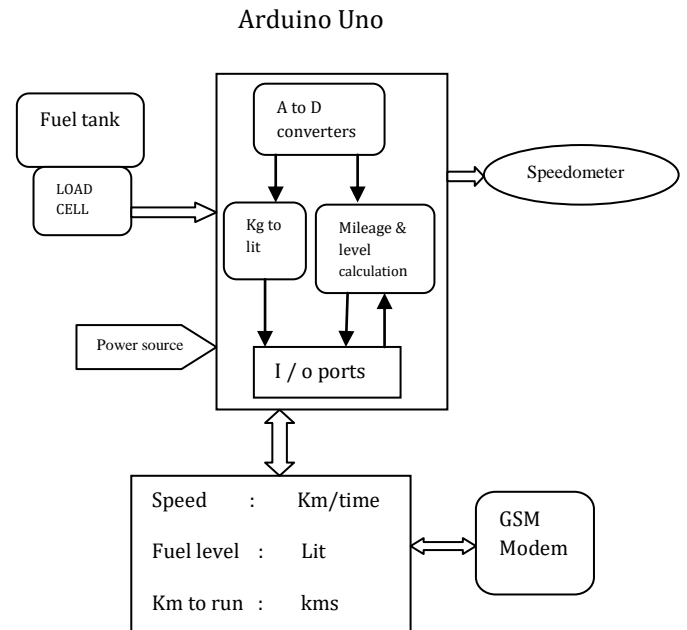 Arduino Uno
Fuel tank
LOAD
CELL
A to D
converters
Kg to
lit
Mileage &
level
calculation
Speedometer
Power source
I / o ports
Speed : Km/time
Fuel level : Lit
Km to run : kms
GSM
Modem